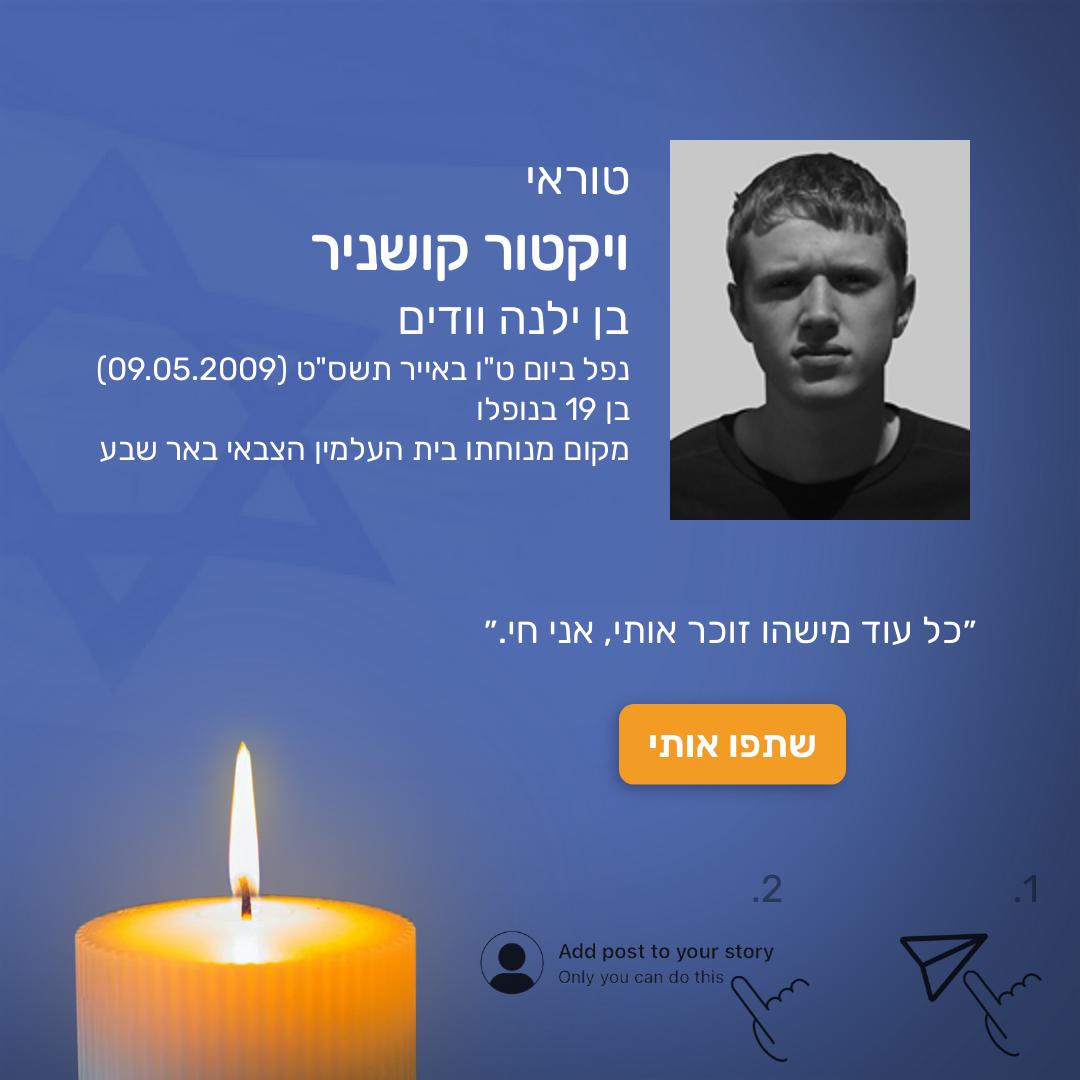 טוראי
ויקטור קושניר
בן ילנה וודים
נפל ביום ט"ו באייר תשס"ט (09.05.2009)
בן 19 בנופלו
מקום מנוחתו בית העלמין הצבאי באר שבע
״כל עוד מישהו זוכר אותי, אני חי.״
שתפו אותי
1.
2.
Add post to your story
Only you can do this